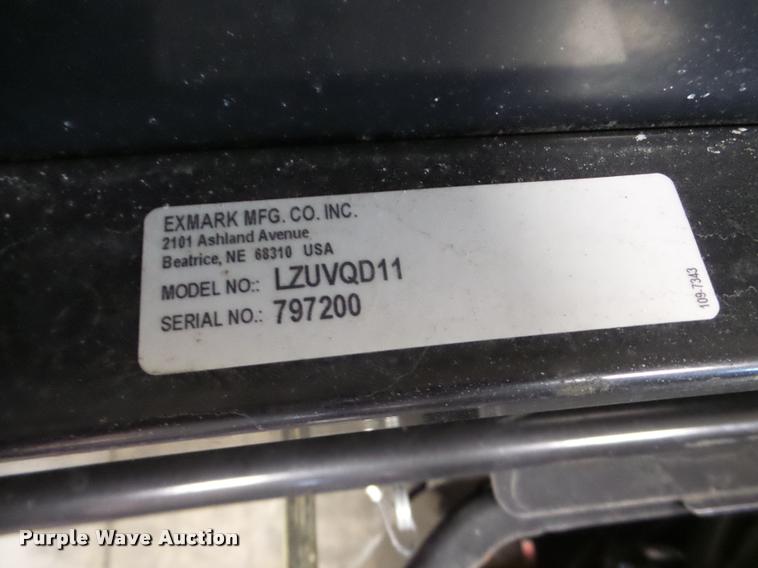 EXMARK MFG. CO. INC.
2101 Ashland Avenue
Beatrice, NE 68310 USA
MODEL NO:: LZUVQD11
SERIAL NO.: 797200
109-7343
Purple Wave Auction